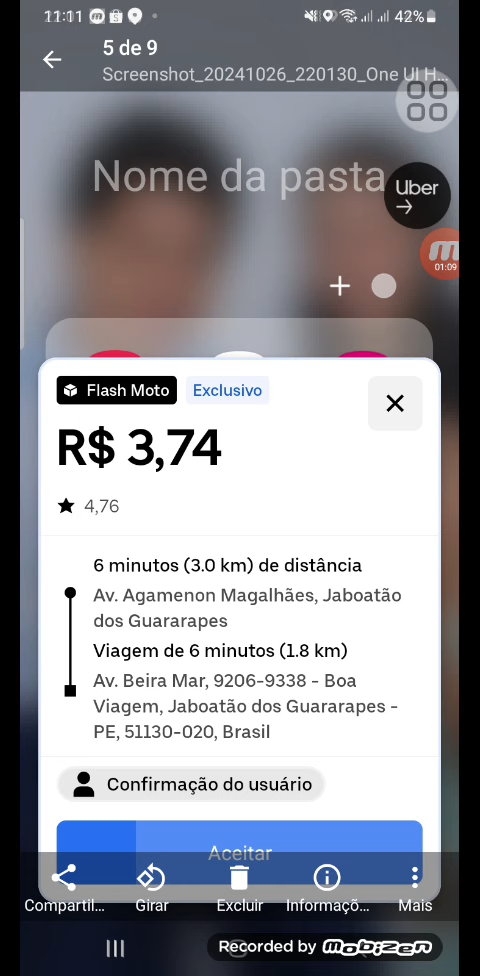 11:11
42%
5 de 9
Screenshot_20241026_220130_One UI H...
Nome da pasta
Uber
01:09
Flash Moto
Exclusivo
R$ 3,74
4,76
6 minutos (3.0 km) de distância
Av. Agamenon Magalhães, Jaboatão
dos Guararapes
Viagem de 6 minutos (1.8 km)
Av. Beira Mar, 9206-9338 - Boa
Viagem, Jaboatão dos Guararapes -
PE, 51130-020, Brasil
Confirmação do usuário
Aceitar
Compartil...
Girar
Excluir
Informaçõ...
Mais
Recorded by Mobizen